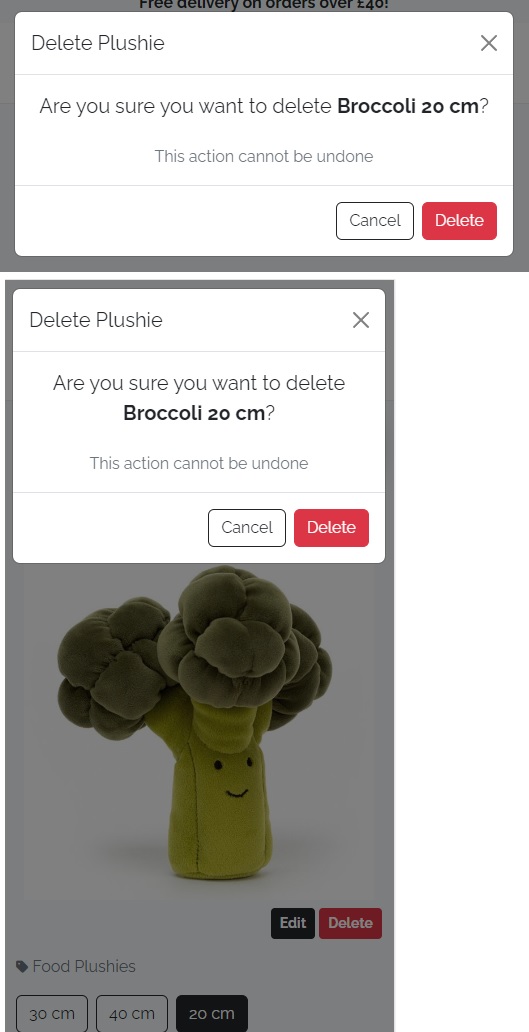 Free delivery on orders over £40!
Delete Plushie
Are you sure you want to delete Broccoli 20 cm?
This action cannot be undone
Cancel
Delete
Delete Plushie
Are you sure you want to delete
Broccoli 20 cm?
This action cannot be undone
Cancel
Delete
Edit
Delete
Food Plushies
30 cm
40 cm
20 cm